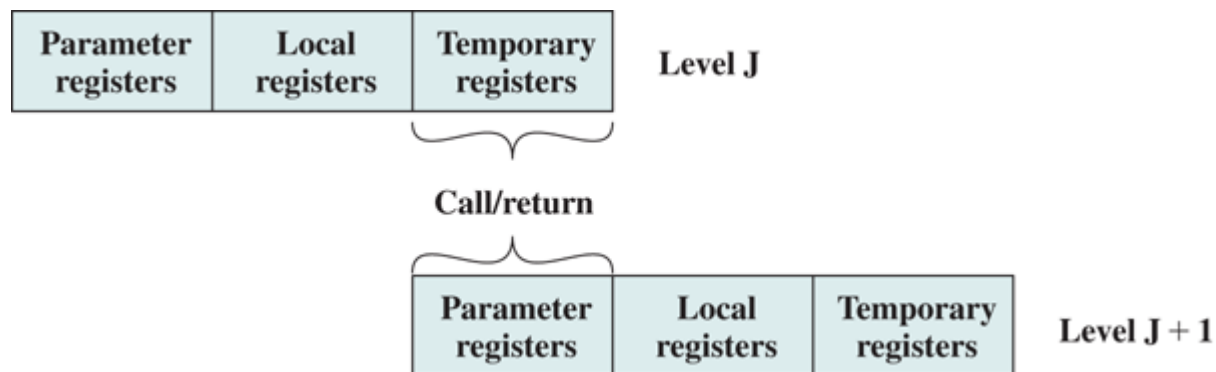 Parameter registers
Local registers
Temporary registers
Level J
Call/return
Parameter registers
Local registers
Temporary registers
Level J + 1